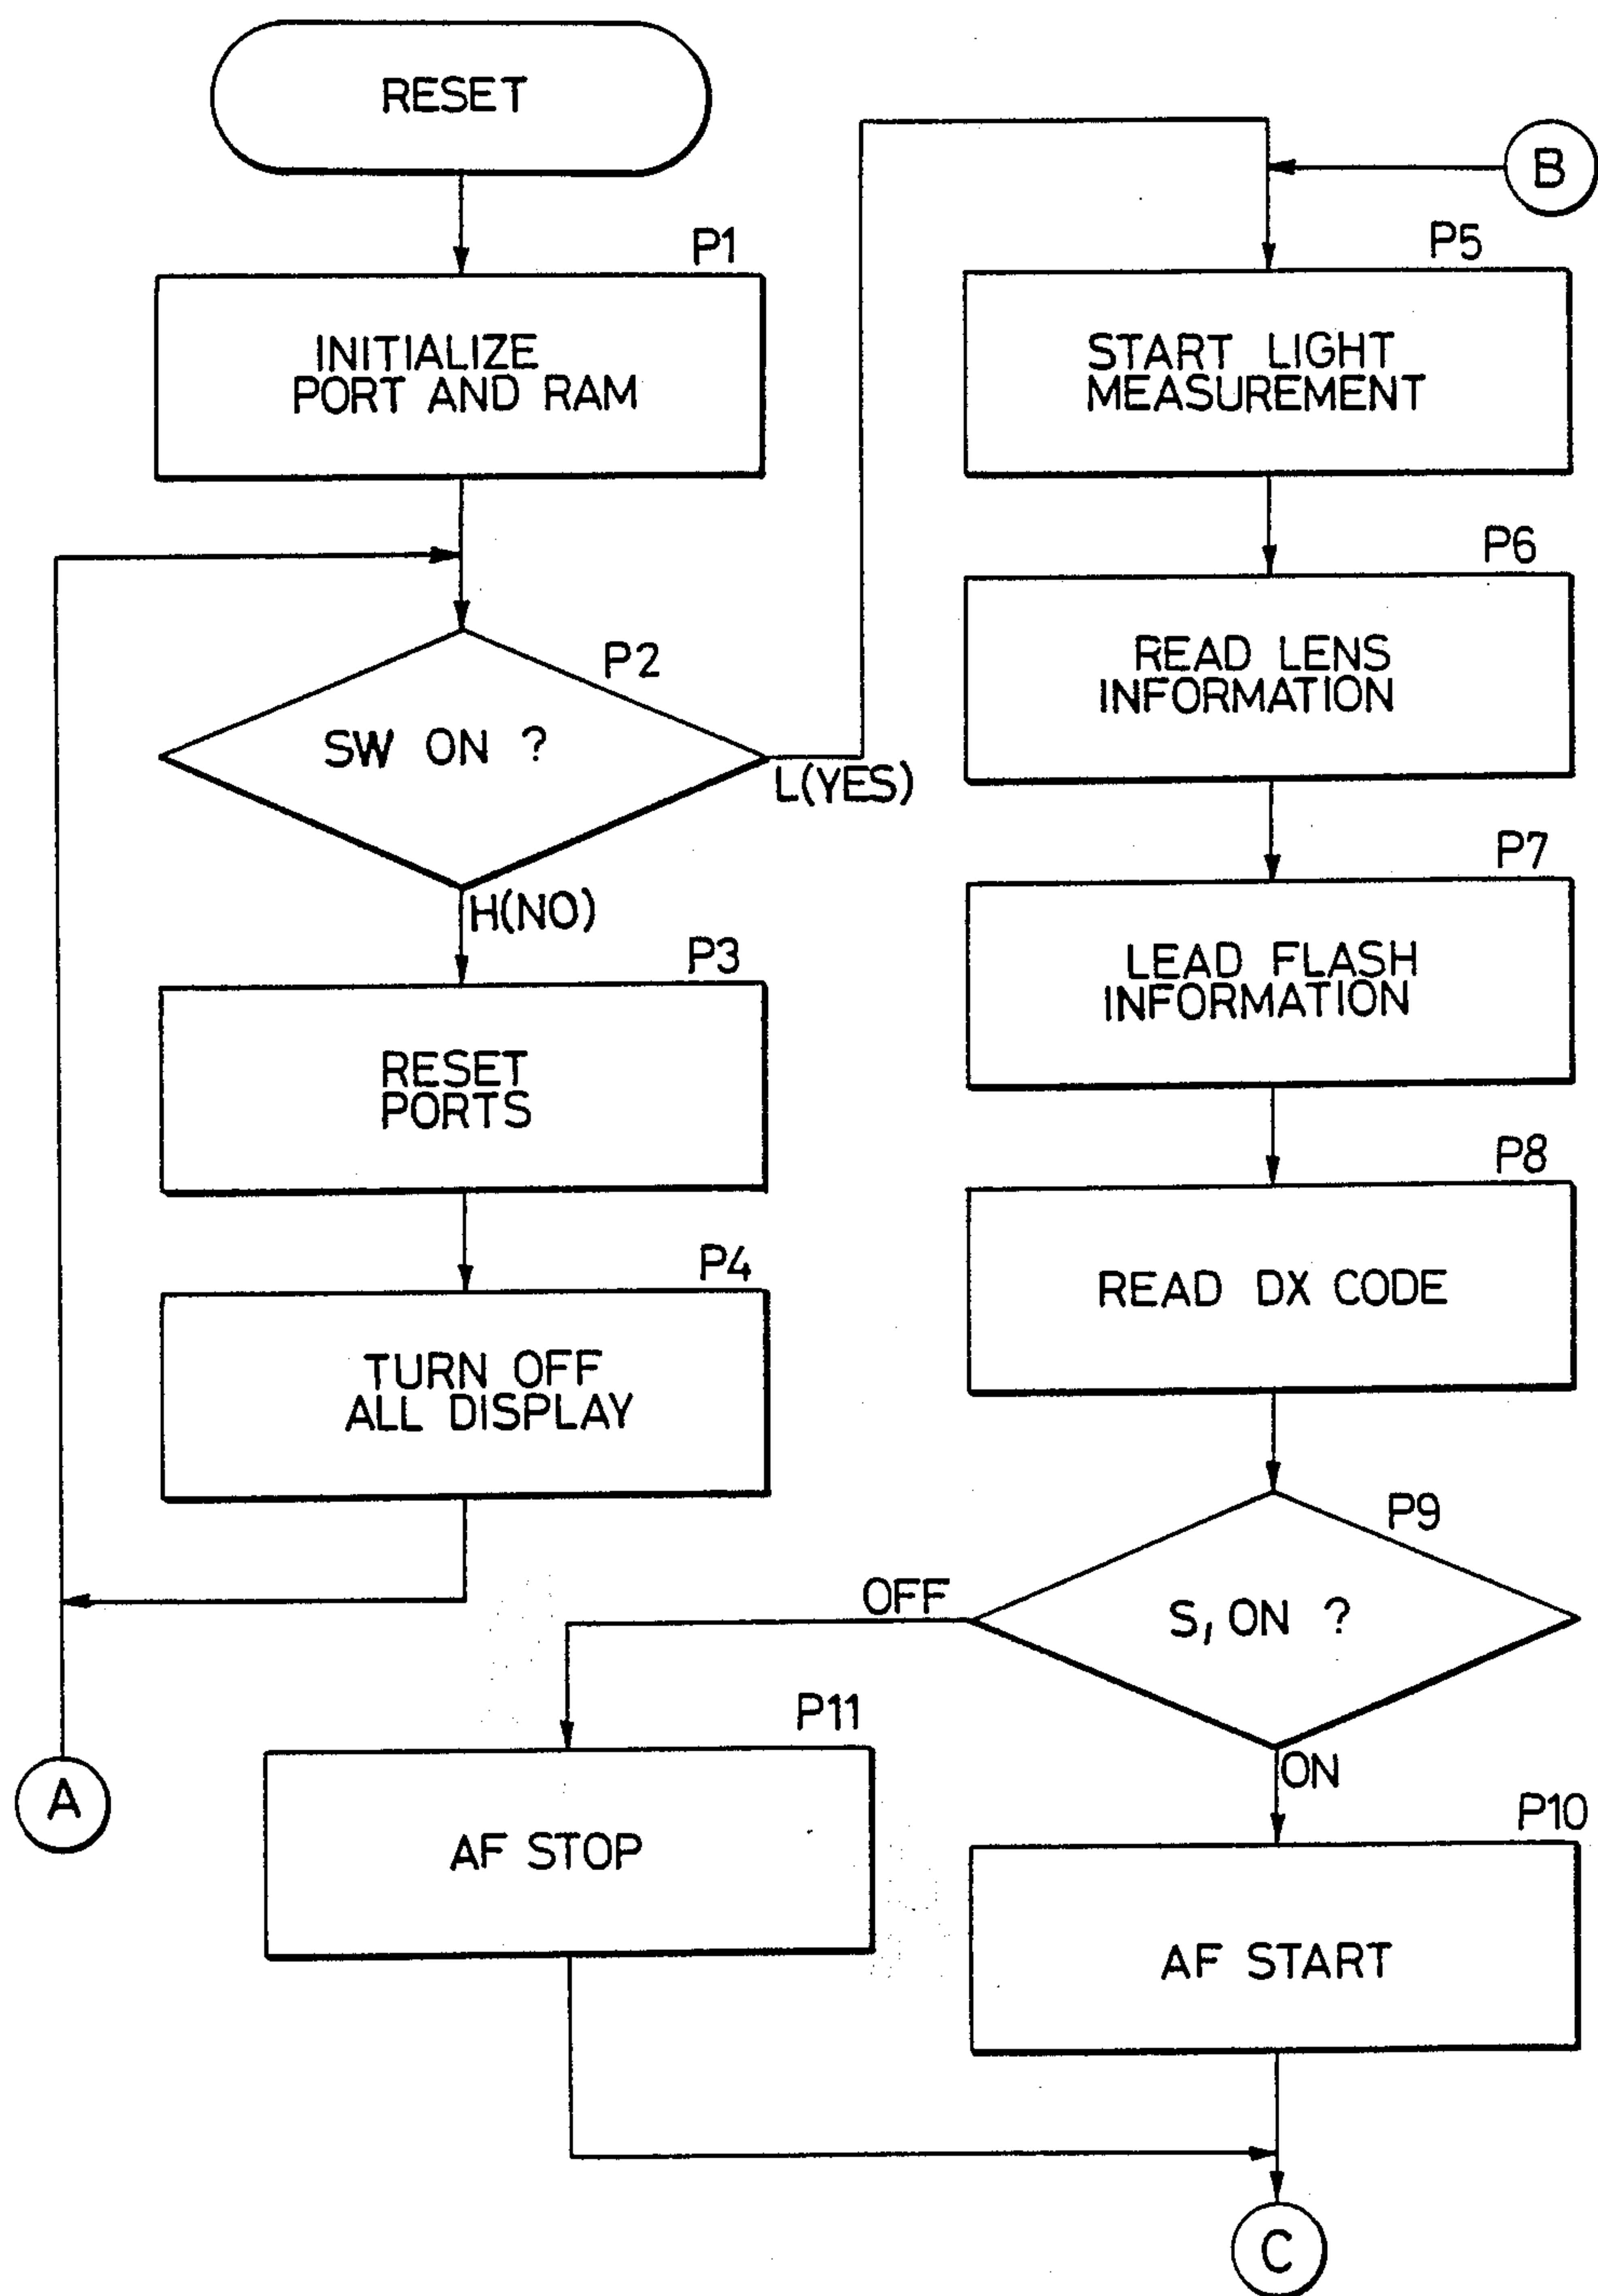 RESET
P1
INITIALIZE
PORT AND RAM
P2
SW ON ?
L(YES)
H(NO)
P3
RESET
PORTS
P4
TURN OFF
ALL DISPLAY
A
B
P5
START LIGHT
MEASUREMENT
P6
READ LENS
INFORMATION
P7
LEAD FLASH
INFORMATION
P8
READ DX CODE
P9
S, ON ?
OFF
ON
P11
AF STOP
P10
AF START
C